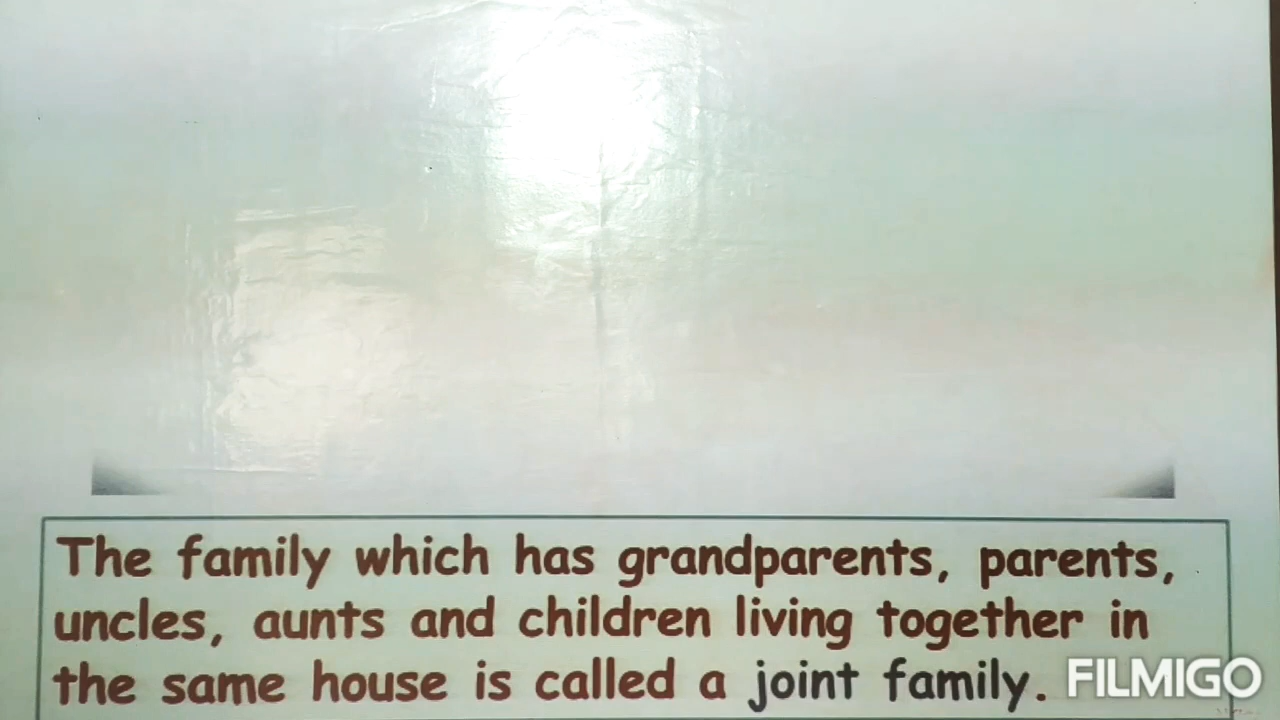 The family which has grandparents, parents,
uncles, aunts and children living together in
the same house is called a joint family.
FILMIGO